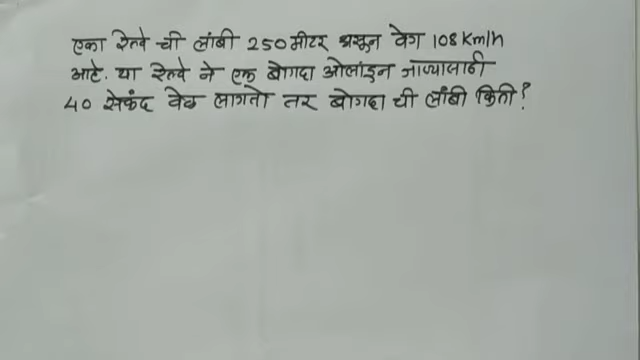 एका रेल्वे ची लांबी 250 मीटर असुन वेग 108 Km/h
आहे. या रेल्वे ने एक बोगदा ओलांडुन जाण्यासाठी
40 सेकंद वेळ लागतो तर बोगदा ची लांबी किती?